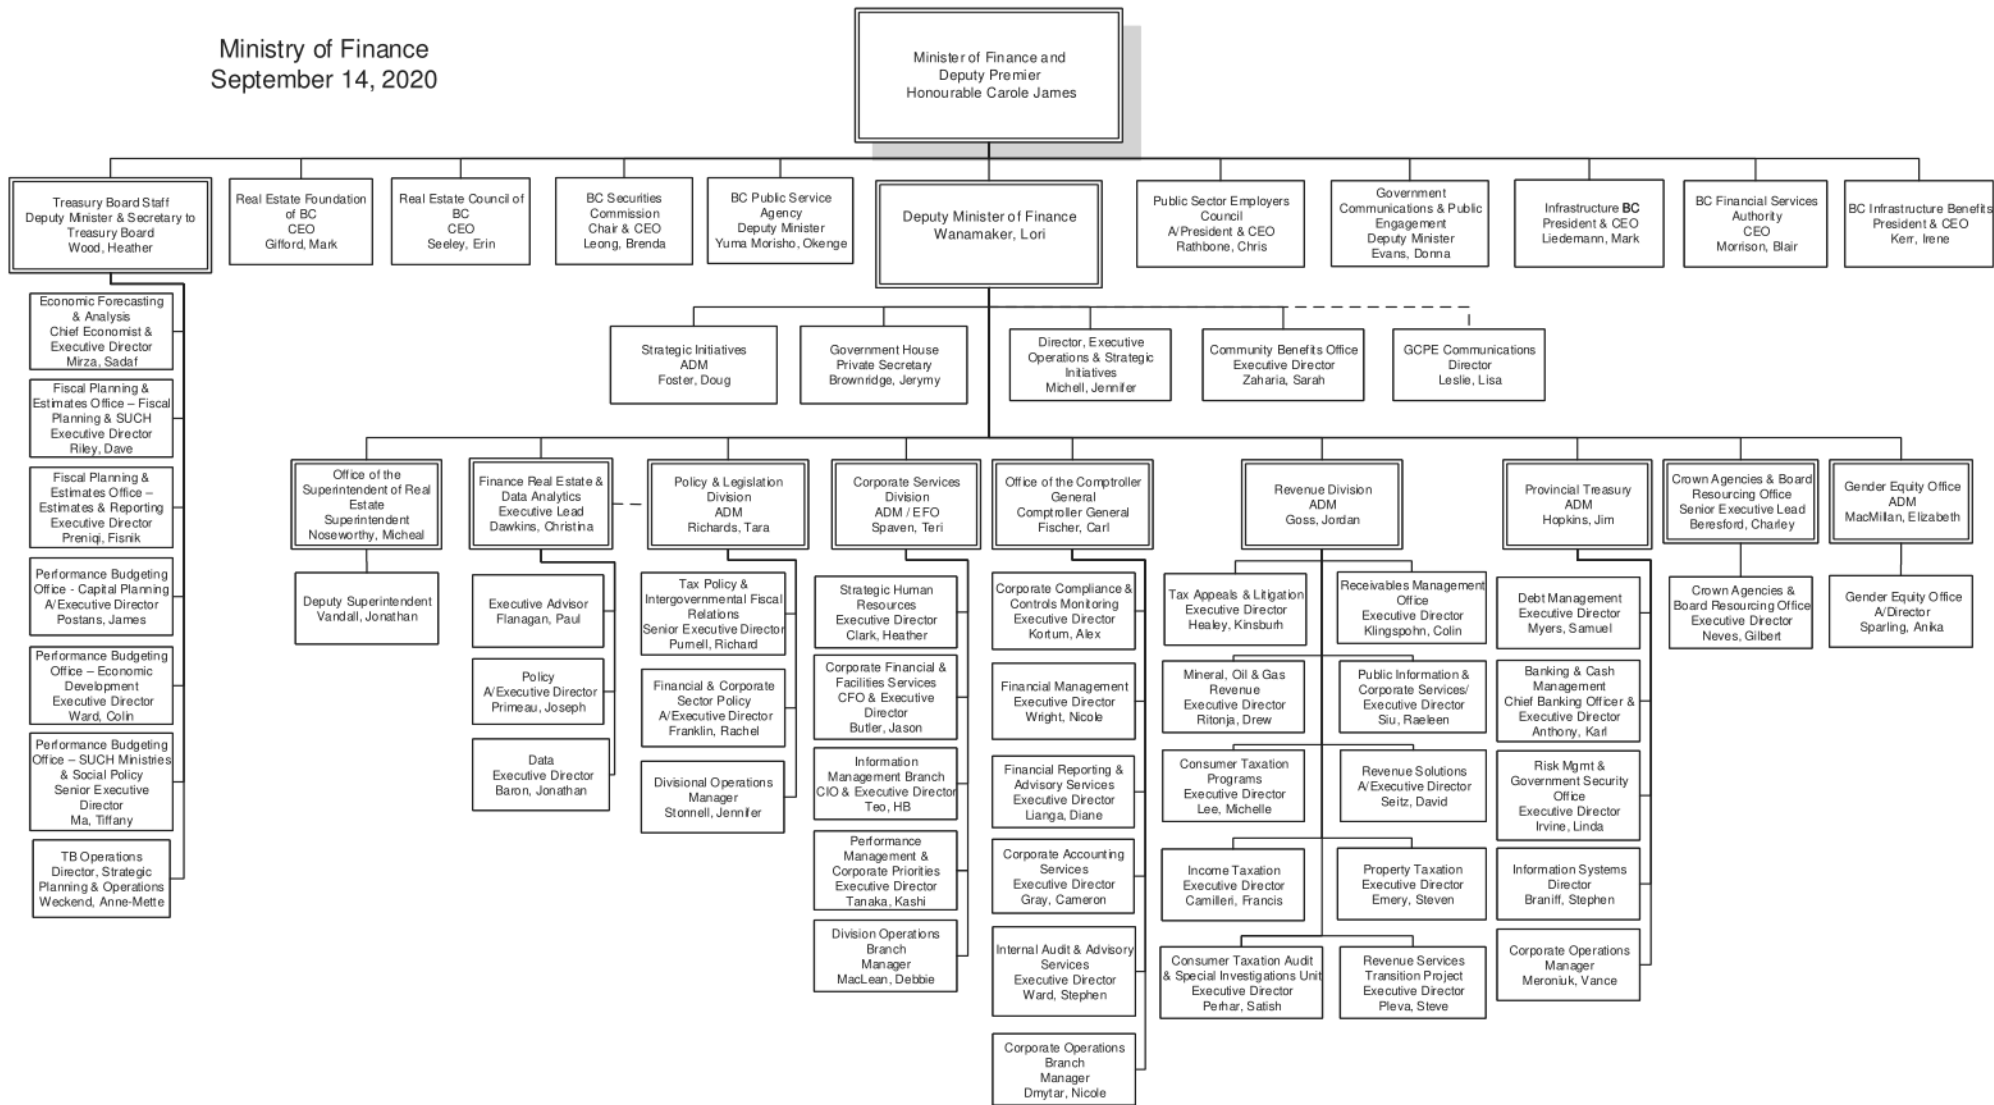 Ministry of Finance
September 14, 2020
Minister of Finance and
Deputy Premier
Honourable Carole James
Treasury Board Staff
Deputy Minister & Secretary to
Treasury Board
Wood, Heather
Real Estate Foundation
of BC
CEO
Gifford, Mark
Real Estate Council of
BC
CEO
Seeley, Erin
BC Securities
Commission
Chair & CEO
Leong, Brenda
BC Public Service
Agency
Deputy Minister
Yuma Morisho, Okenge
Deputy Minister of Finance
Wanamaker, Lori
Public Sector Employers
Council
A/President & CEO
Rathbone, Chris
Government
Communications & Public
Engagement
Deputy Minister
Evans, Donna
Infrastructure BC
President & CEO
Liedemann, Mark
BC Financial Services
Authority
CEO
Morrison, Blair
BC Infrastructure Benefits
President & CEO
Kerr, Irene
Economic Forecasting
& Analysis
Chief Economist &
Executive Director
Mirza, Sadaf
Fiscal Planning &
Estimates Office – Fiscal
Planning & SUCH
Executive Director
Riley, Dave
Fiscal Planning &
Estimates Office –
Estimates & Reporting
Executive Director
Preniqi, Fisnik
Performance Budgeting
Office - Capital Planning
A/Executive Director
Postans, James
Performance Budgeting
Office – Economic
Development
Executive Director
Ward, Colin
Performance Budgeting
Office – SUCH Ministries
& Social Policy
Senior Executive
Director
Ma, Tiffany
TB Operations
Director, Strategic
Planning & Operations
Weckend, Anne-Mette
Strategic Initiatives
ADM
Foster, Doug
Government House
Private Secretary
Brownridge, Jerymy
Director, Executive
Operations & Strategic
Initiatives
Michell, Jennifer
Community Benefits Office
Executive Director
Zaharia, Sarah
GCPE Communications
Director
Leslie, Lisa
Office of the
Superintendent of Real
Estate
Superintendent
Noseworthy, Micheal
Deputy Superintendent
Vandall, Jonathan
Finance Real Estate &
Data Analytics
Executive Lead
Dawkins, Christina
Executive Advisor
Flanagan, Paul
Policy
A/Executive Director
Primeau, Joseph
Data
Executive Director
Baron, Jonathan
Policy & Legislation
Division
ADM
Richards, Tara
Tax Policy &
Intergovernmental Fiscal
Relations
Senior Executive Director
Purnell, Richard
Financial & Corporate
Sector Policy
A/Executive Director
Franklin, Rachel
Divisional Operations
Manager
Stonnell, Jennifer
Corporate Services
Division
ADM / EFO
Spaven, Teri
Strategic Human
Resources
Executive Director
Clark, Heather
Corporate Financial &
Facilities Services
CFO & Executive
Director
Butler, Jason
Information
Management Branch
CIO & Executive Director
Teo, HB
Performance
Management &
Corporate Priorities
Executive Director
Tanaka, Kashi
Division Operations
Branch
Manager
MacLean, Debbie
Office of the Comptroller
General
Comptroller General
Fischer, Carl
Corporate Compliance &
Controls Monitoring
Executive Director
Kortum, Alex
Financial Management
Executive Director
Wright, Nicole
Financial Reporting &
Advisory Services
Executive Director
Lianga, Diane
Corporate Accounting
Services
Executive Director
Gray, Cameron
Internal Audit & Advisory
Services
Executive Director
Ward, Stephen
Corporate Operations
Branch
Manager
Dmytar, Nicole
Revenue Division
ADM
Goss, Jordan
Tax Appeals & Litigation
Executive Director
Healey, Kinsburh
Receivables Management
Office
Executive Director
Klingspohn, Colin
Mineral, Oil & Gas
Revenue
Executive Director
Ritonja, Drew
Public Information &
Corporate Services/
Executive Director
Siu, Raeleen
Consumer Taxation
Programs
Executive Director
Lee, Michelle
Revenue Solutions
A/Executive Director
Seitz, David
Income Taxation
Executive Director
Camilleri, Francis
Property Taxation
Executive Director
Emery, Steven
Consumer Taxation Audit
& Special Investigations Unit
Executive Director
Perhar, Satish
Revenue Services
Transition Project
Executive Director
Pleva, Steve
Provincial Treasury
ADM
Hopkins, Jim
Debt Management
Executive Director
Myers, Samuel
Banking & Cash
Management
Chief Banking Officer &
Executive Director
Anthony, Karl
Risk Mgmt &
Government Security
Office
Executive Director
Irvine, Linda
Information Systems
Director
Braniff, Stephen
Corporate Operations
Manager
Meroniuk, Vance
Crown Agencies & Board
Resourcing Office
Senior Executive Lead
Beresford, Charley
Crown Agencies &
Board Resourcing Office
Executive Director
Neves, Gilbert
Gender Equity Office
ADM
MacMillan, Elizabeth
Gender Equity Office
A/Director
Sparling, Anika